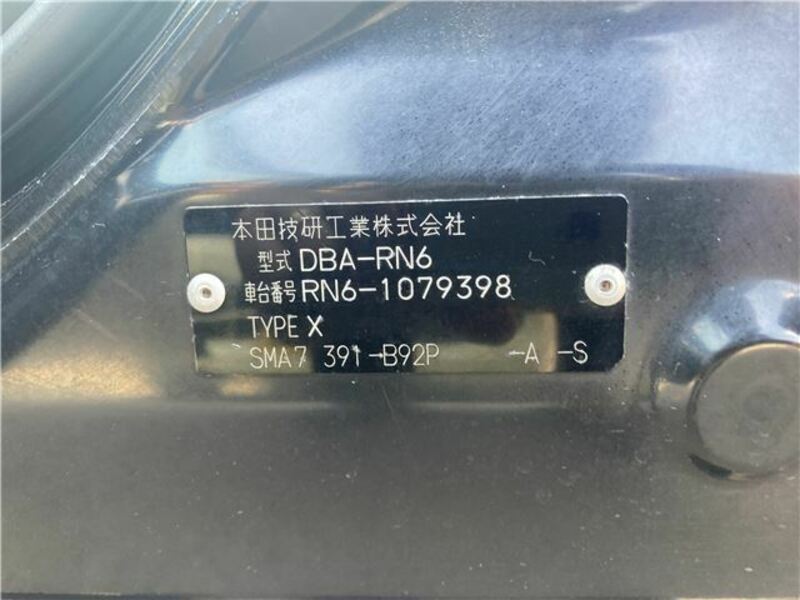 本田技研工業株式会社
型式 DBA-RN6
車台番号 RN6-1079398
TYPE X
SMA7 391-B92P -A -S